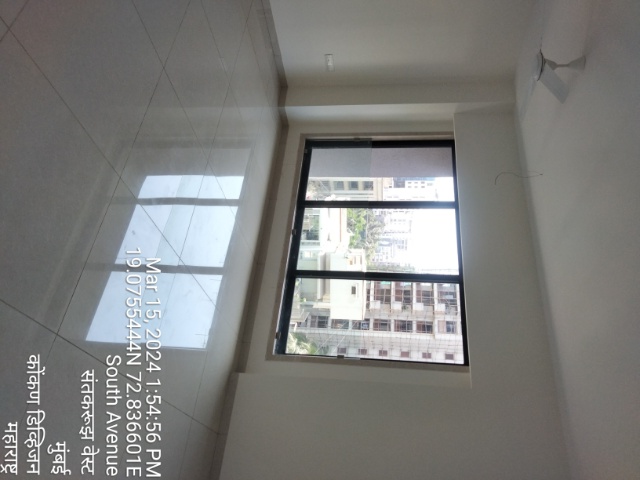 Mar 15, 2024 1:54:56 PM
19.0755444N 72.836601E
South Avenue
संताक्रूझ वेस्ट
मुंबई
कोंकण डिव्हिजन
महाराष्ट्र